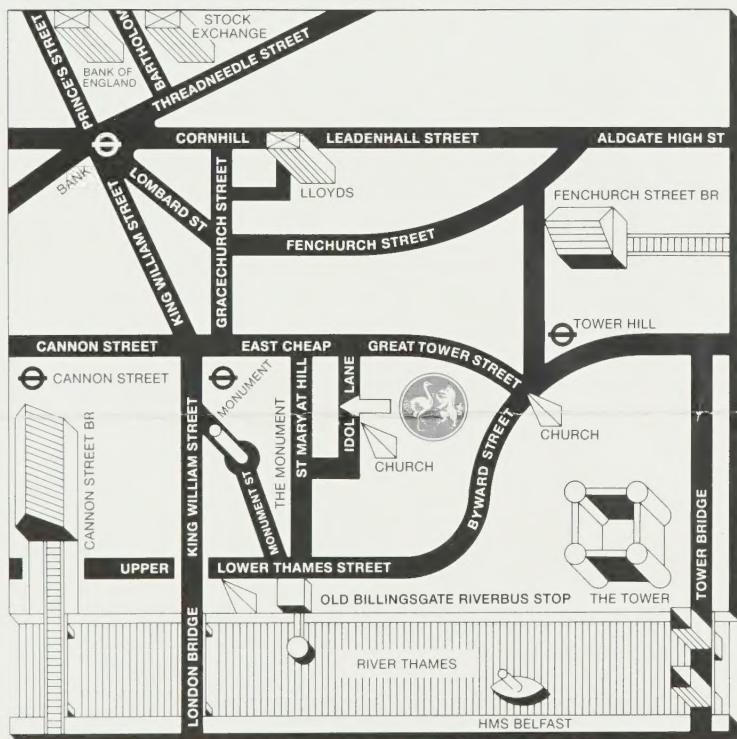 PRINCE'S STREET
BARTHOLOM
STOCK
EXCHANGE
BANK OF
ENGLAND
THREADNEEDLE STREET
CORNHILL
LEADENHALL STREET
ALDGATE HIGH ST
BANK
LOMBARD ST
LLOYDS
FENCHURCH STREET BR
KING WILLIAM STREET
GRACECHURCH STREET
FENCHURCH STREET
TOWER HILL
CANNON STREET
EAST CHEAP
GREAT TOWER STREET
CANNON STREET
MONUMENT
IDOL LANE
CHURCH
CHURCH
CANNON STREET BR
KING WILLIAM STREET
THE MONUMENT
ST MARY AT HILL
MONUMENT ST
BYWARD STREET
TOWER BRIDGE
UPPER
LOWER THAMES STREET
OLD BILLINGSGATE RIVERBUS STOP
THE TOWER
LONDON BRIDGE
RIVER THAMES
HMS BELFAST